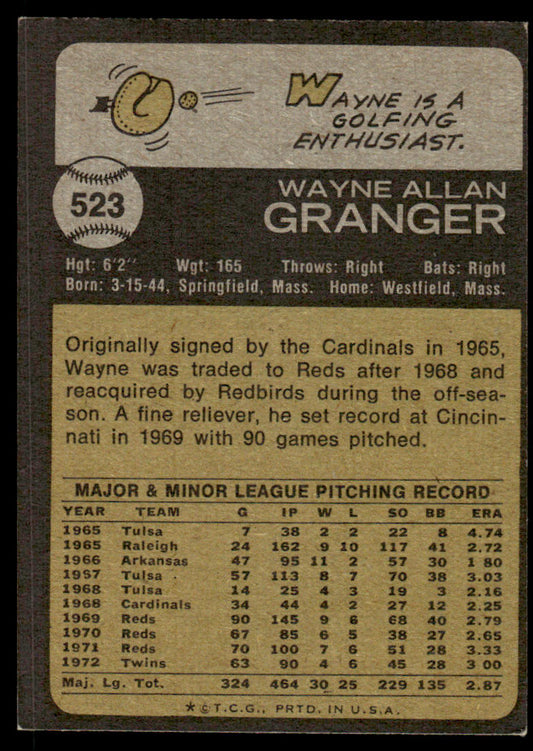 WAYNE IS A
GOLFING
ENTHUSIAST.
523
WAYNE ALLAN
GRANGER
Hgt: 6'2" Wgt: 165 Throws: Right Bats: Right
Born: 3-15-44, Springfield, Mass. Home: Westfield, Mass.
Originally signed by the Cardinals in 1965,
Wayne was traded to Reds after 1968 and
reacquired by Redbirds during the off-sea-
son. A fine reliever, he set record at Cincin-
nati in 1969 with 90 games pitched.
MAJOR & MINOR LEAGUE PITCHING RECORD
YEAR TEAM G IP W L SO BB ERA
1965 Tulsa 7 38 2 2 22 8 4.74
1965 Raleigh 24 162 9 10 117 41 2.72
1966 Arkansas 47 95 11 2 57 30 1 80
1967 Tulsa 57 113 8 7 70 38 3.03
1968 Tulsa 14 25 4 3 19 3 2.16
1968 Cardinals 34 44 4 2 27 12 2.25
1969 Reds 90 145 9 6 68 40 2.79
1970 Reds 67 85 6 5 38 27 2.65
1971 Reds 70 100 7 6 51 28 3.33
1972 Twins 63 90 4 6 45 28 3 00
Maj. Lg. Tot. 324 464 30 25 229 135 2.87
★ © T.C.G., PRTD. IN U.S.A.